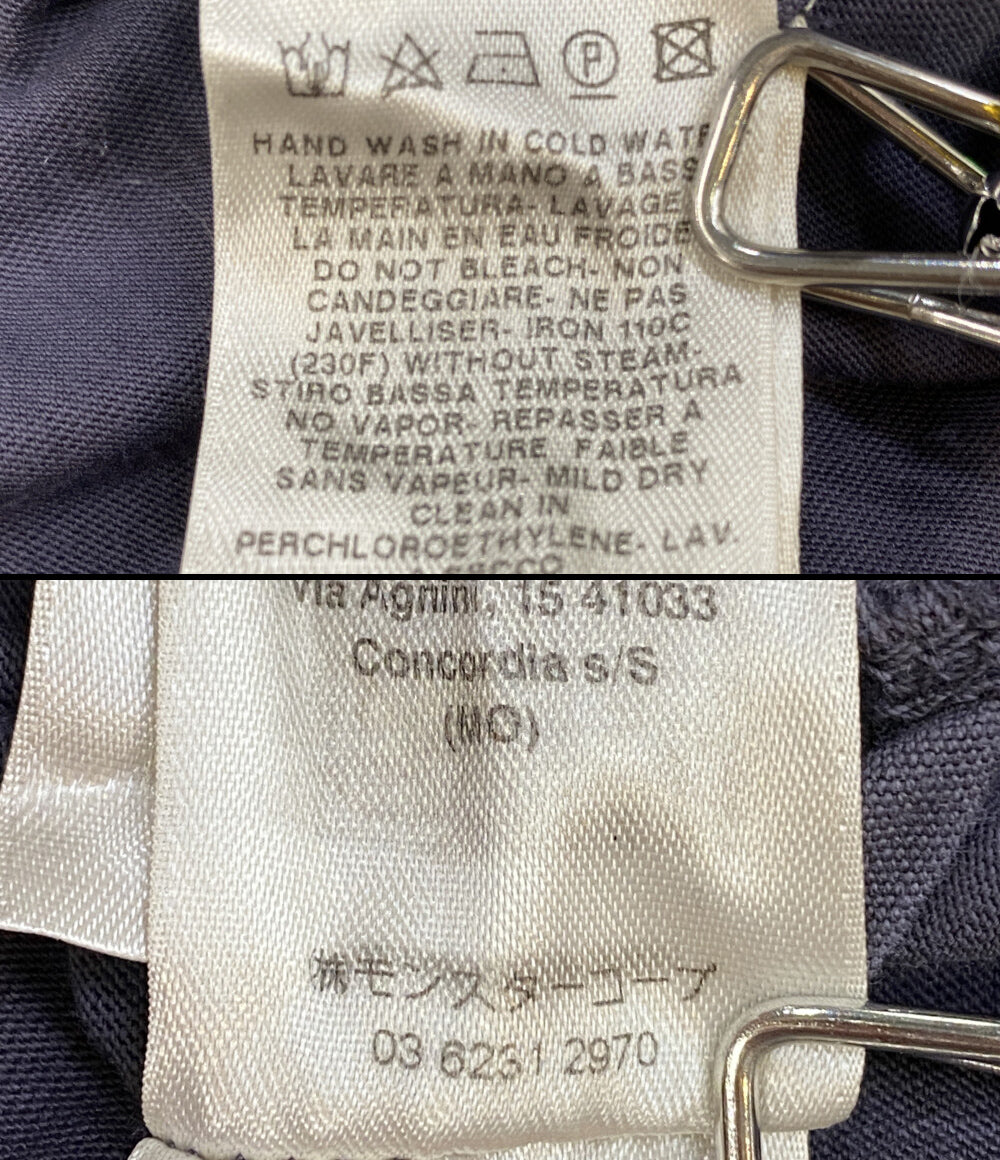 P
HAND WASH IN COLD WATE
LAVARE A MANO A BASS
TEMPERATURA- LAVAGE
LA MAIN EN EAU FROIDE
DO NOT BLEACH- NON
CANDEGGIARE- NE PAS
JAVELLISER- IRON 110C
(230F) WITHOUT STEAM-
STIRO BASSA TEMPERATURA
NO VAPOR- REPASSER A
TEMPERATURE FAIBLE
SANS VAPEUR- MILD DRY
CLEAN IN
PERCHLOROETHYLENE- LAV.
Via Agnini, 15 41033
Concordia s/S
(MO)
㈱モンスターコープ
03 6231 2970